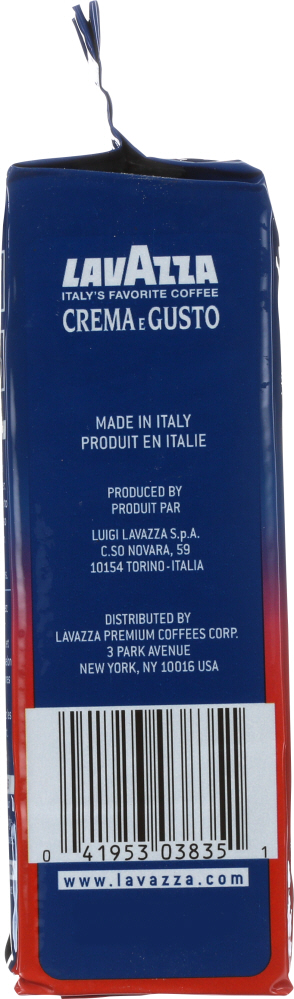 LAVAZZA
ITALY'S FAVORITE COFFEE
CREMA E GUSTO
MADE IN ITALY
PRODUIT EN ITALIE
PRODUCED BY
PRODUIT PAR
LUIGI LAVAZZA S.p.A.
C.SO NOVARA, 59
10154 TORINO-ITALIA
DISTRIBUTED BY
LAVAZZA PREMIUM COFFEES CORP.
3 PARK AVENUE
NEW YORK, NY 10016 USA
0 41953 03835 1
www.lavazza.com